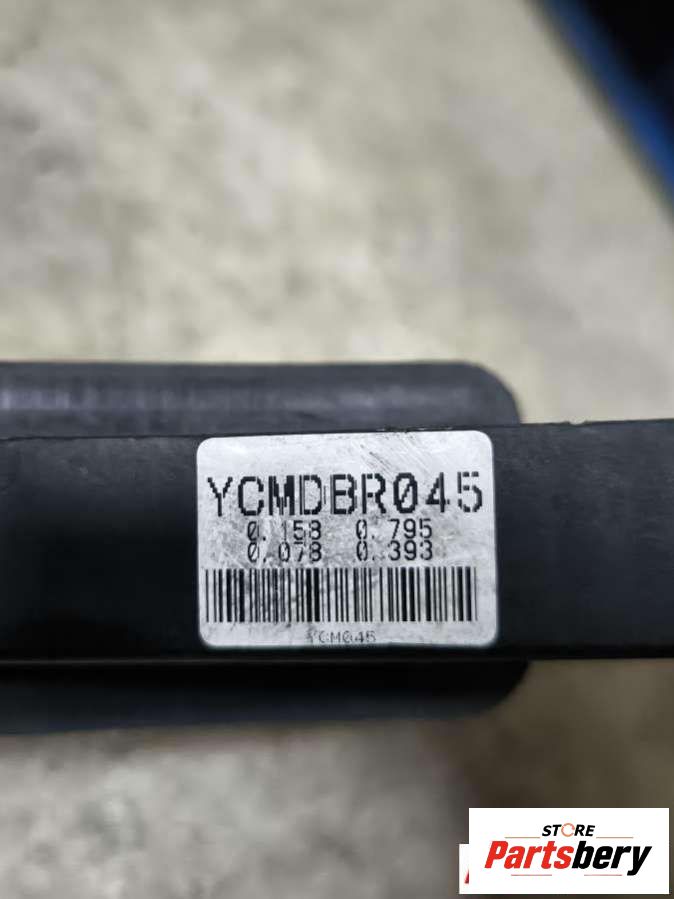 YCMDBR045
0.158 0.795
0.078 0.393
YCM045
STORE
Partsbery